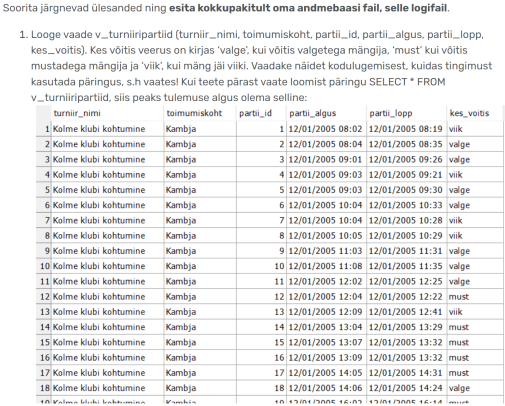 Soorita järgnevad ülesanded ning esita kokkupakitult oma andmebaasi fail, selle logifail.
1. Looge vaade v_turniiripartiid (turniir_nimi, toimumiskoht, partii_id, partii_algus, partii_lopp,
kes_voitis). Kes võitis veerus on kirjas ‘valge’, kui võitis valgetega mängija, ‘must’ kui võitis
mustadega mängija ja ‘viik’, kui mäng jäi viiki. Vaadake näidet kodulugemisest, kuidas tingimust
kasutada päringus, s.h vaates! Kui teete pärast vaate loomist päringu SELECT * FROM
v_turniiripartiid, siis peaks tulemuse algus olema selline:
turniir_nimi toimumiskoht partii_id partii_algus partii_lopp kes_voitis
1 Kolme klubi kohtumine Kambja 1 12/01/2005 08:02 12/01/2005 08:19 viik
2 Kolme klubi kohtumine Kambja 2 12/01/2005 08:04 12/01/2005 08:35 valge
3 Kolme klubi kohtumine Kambja 3 12/01/2005 09:01 12/01/2005 09:26 valge
4 Kolme klubi kohtumine Kambja 4 12/01/2005 09:03 12/01/2005 09:21 viik
5 Kolme klubi kohtumine Kambja 5 12/01/2005 09:03 12/01/2005 09:30 valge
6 Kolme klubi kohtumine Kambja 6 12/01/2005 10:04 12/01/2005 10:33 valge
7 Kolme klubi kohtumine Kambja 7 12/01/2005 10:04 12/01/2005 10:28 viik
8 Kolme klubi kohtumine Kambja 8 12/01/2005 10:05 12/01/2005 10:29 viik
9 Kolme klubi kohtumine Kambja 9 12/01/2005 11:03 12/01/2005 11:31 valge
10 Kolme klubi kohtumine Kambja 10 12/01/2005 11:08 12/01/2005 11:35 valge
11 Kolme klubi kohtumine Kambja 11 12/01/2005 12:02 12/01/2005 12:25 valge
12 Kolme klubi kohtumine Kambja 12 12/01/2005 12:04 12/01/2005 12:22 must
13 Kolme klubi kohtumine Kambja 13 12/01/2005 12:09 12/01/2005 12:41 viik
14 Kolme klubi kohtumine Kambja 14 12/01/2005 13:04 12/01/2005 13:29 must
15 Kolme klubi kohtumine Kambja 15 12/01/2005 13:07 12/01/2005 13:32 must
16 Kolme klubi kohtumine Kambja 16 12/01/2005 13:09 12/01/2005 13:32 must
17 Kolme klubi kohtumine Kambja 17 12/01/2005 14:05 12/01/2005 14:31 must
18 Kolme klubi kohtumine Kambja 18 12/01/2005 14:06 12/01/2005 14:24 valge
19 Kolme klubi kohtumine Kambja 19 12/01/2005 16:02 12/01/2005 16:14 must